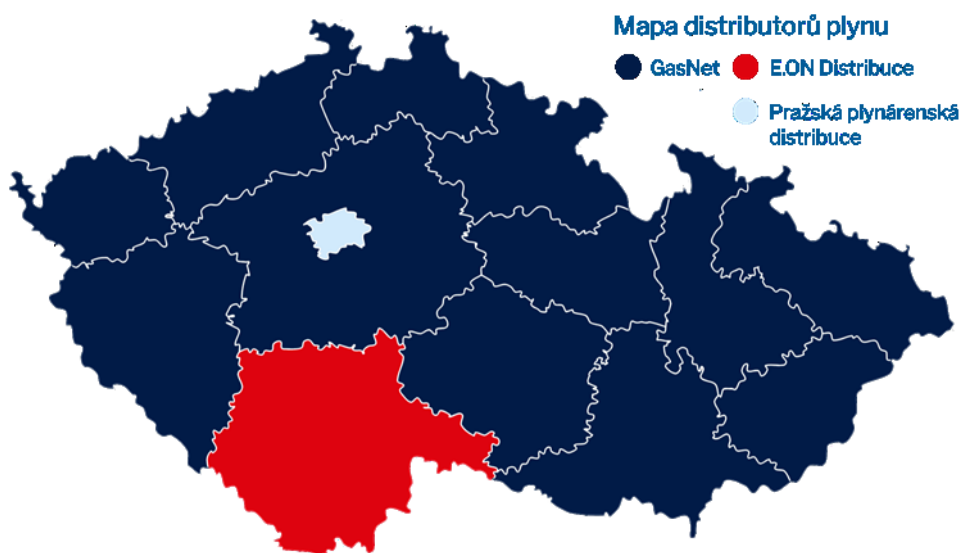 Mapa distributorů plynu
GasNet
E.ON Distribuce
Pražská plynárenská
distribuce